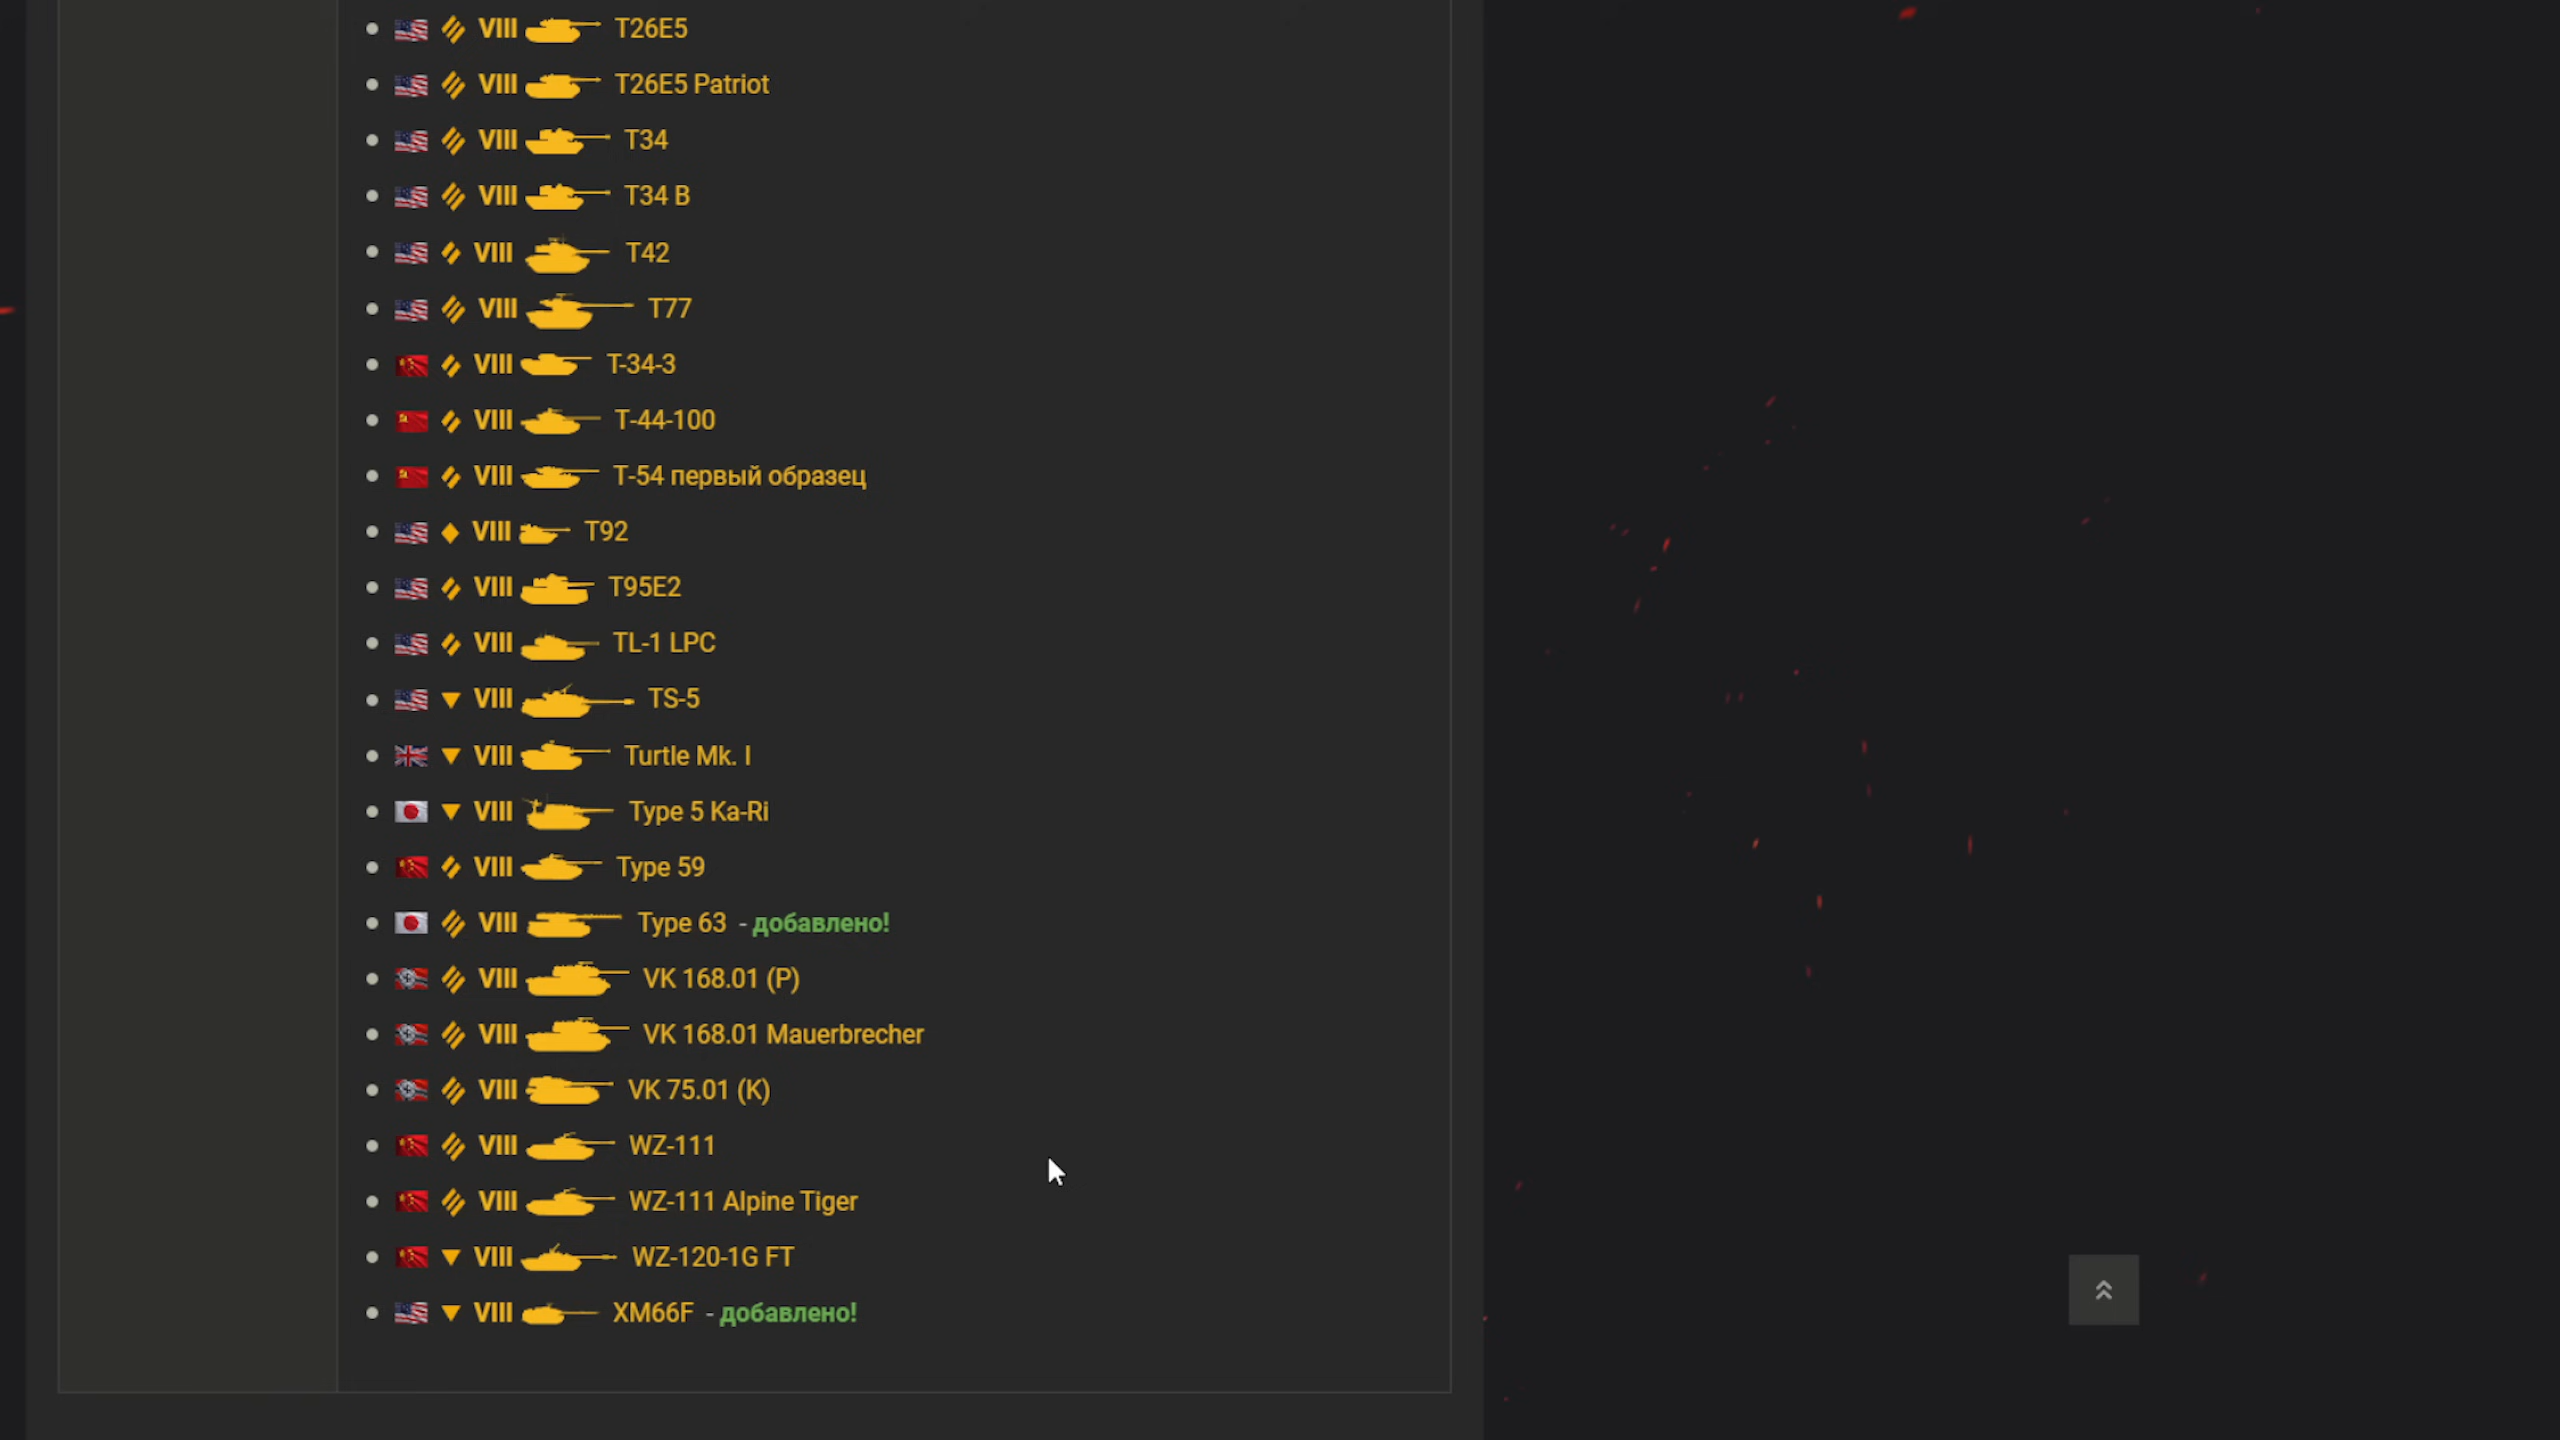 VIII T26E5
VIII T26E5 Patriot
VIII T34
VIII T34 B
VIII T42
VIII T77
VIII T-34-3
VIII Т-44-100
VIII Т-54 первый образец
VIII T92
VIII T95E2
VIII TL-1 LPC
VIII TS-5
VIII Turtle Mk. I
VIII Type 5 Ka-Ri
VIII Type 59
VIII Type 63 - добавлено!
VIII VK 168.01 (P)
VIII VK 168.01 Mauerbrecher
VIII VK 75.01 (K)
VIII WZ-111
VIII WZ-111 Alpine Tiger
VIII WZ-120-1G FT
VIII XM66F - добавлено!